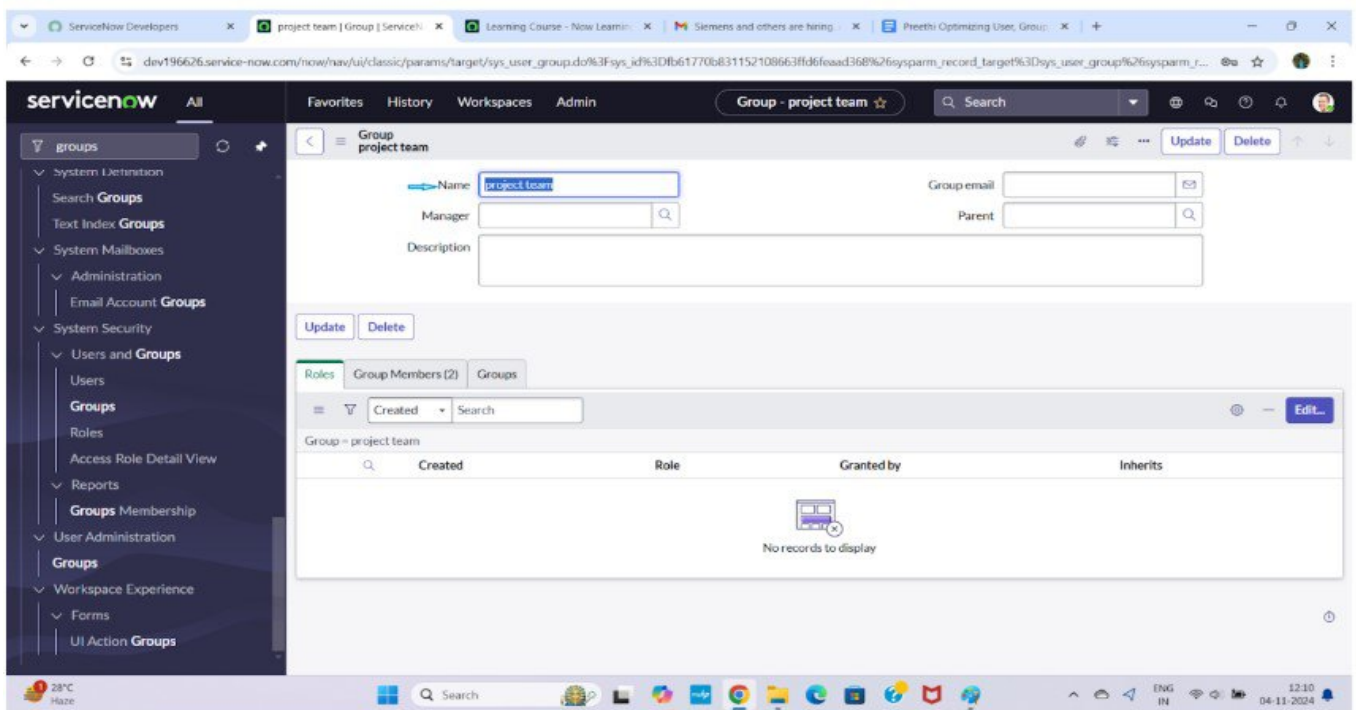 ServiceNow Developers
project team | Group | ServiceN
Learning Course - Now Learnin
Siemens and others are hiring
Preethi Optimizing User, Group
dev196626.service-now.com/now/nav/ui/classic/params/target/sys_user_group.do%3Fsys_id%3Dfb61770b831152108663ffd6feaad368%26sysparm_record_target%3Dsys_user_group%26sysparm_r...
servicenow All Favorites History Workspaces Admin Group - project team Search
groups
Group
project team
Update Delete
System Definition
Search Groups
Text Index Groups
System Mailboxes
Administration
Email Account Groups
System Security
Users and Groups
Users
Groups
Roles
Access Role Detail View
Reports
Groups Membership
User Administration
Groups
Workspace Experience
Forms
UI Action Groups
Name project team Group email
Manager Parent
Description
Update Delete
Roles Group Members (2) Groups
Created Search Edit...
Group = project team
Created Role Granted by Inherits
No records to display
28°C
Haze
Search
ENG
IN
12:10
04-11-2024